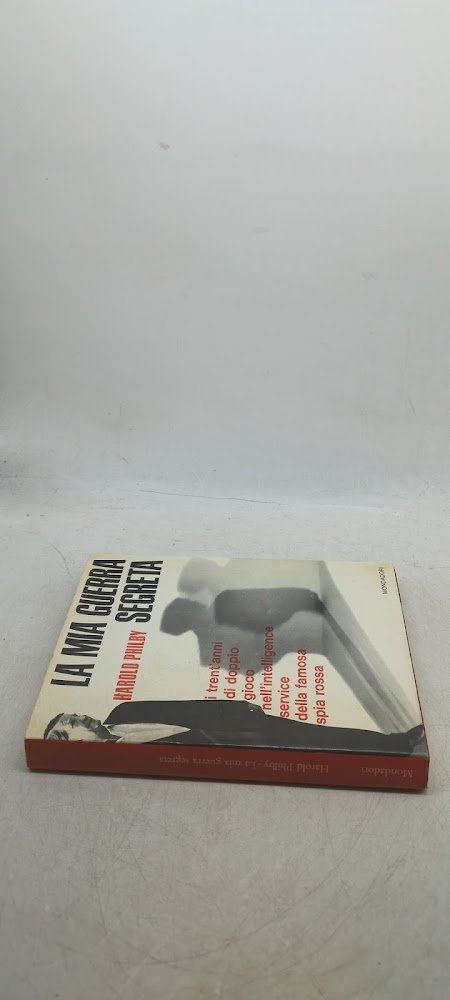 LA MIA GUERRA
SEGRETA
HAROLD PHILBY
i trent'anni
di doppio
gioco
nell'intelligence
service
della famosa
spia rossa
MONDADORI
Harold Philby - La mia guerra segreta
Mondadori